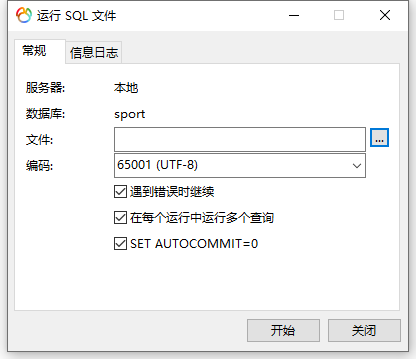 运行 SQL 文件
常规
信息日志
服务器: 本地
数据库: sport
文件: ...
编码: 65001 (UTF-8)
遇到错误时继续
在每个运行中运行多个查询
SET AUTOCOMMIT=0
开始 关闭